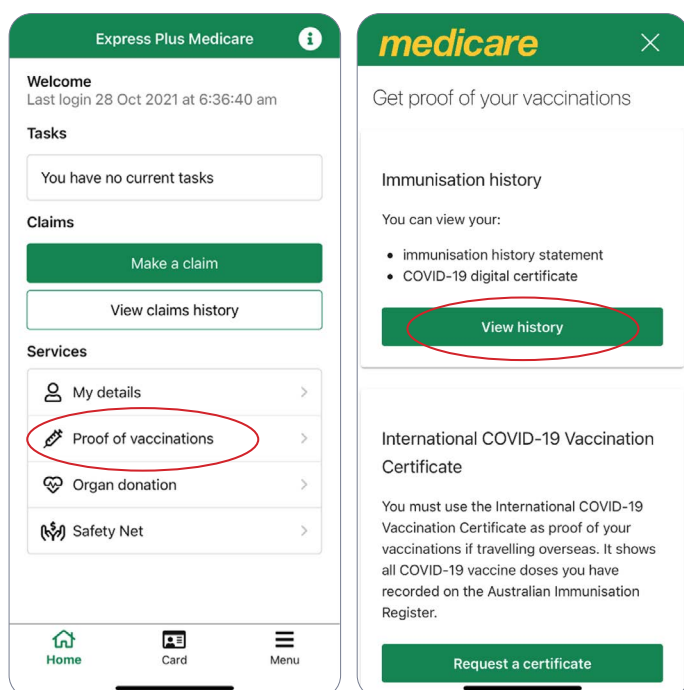 Express Plus Medicare
Welcome
Last login 28 Oct 2021 at 6:36:40 am
Tasks
You have no current tasks
Claims
Make a claim
View claims history
Services
My details
Proof of vaccinations
Organ donation
Safety Net
Home
Card
Menu
medicare
Get proof of your vaccinations
Immunisation history
You can view your:
• immunisation history statement
• COVID-19 digital certificate
View history
International COVID-19 Vaccination
Certificate
You must use the International COVID-19
Vaccination Certificate as proof of your
vaccinations if travelling overseas. It shows
all COVID-19 vaccine doses you have
recorded on the Australian Immunisation
Register.
Request a certificate